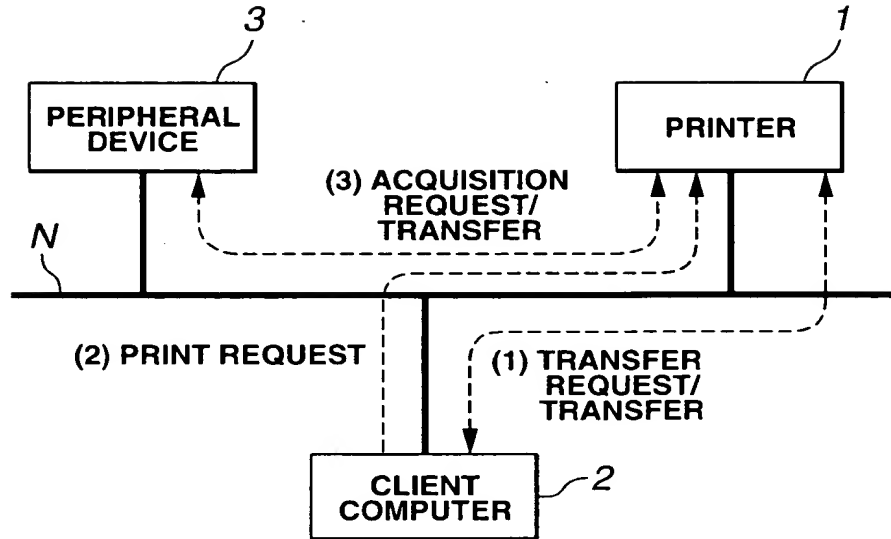 3
1
PERIPHERAL
DEVICE
PRINTER
(3) ACQUISITION
REQUEST/
TRANSFER
N
(2) PRINT REQUEST
(1) TRANSFER
REQUEST/
TRANSFER
CLIENT
COMPUTER
2